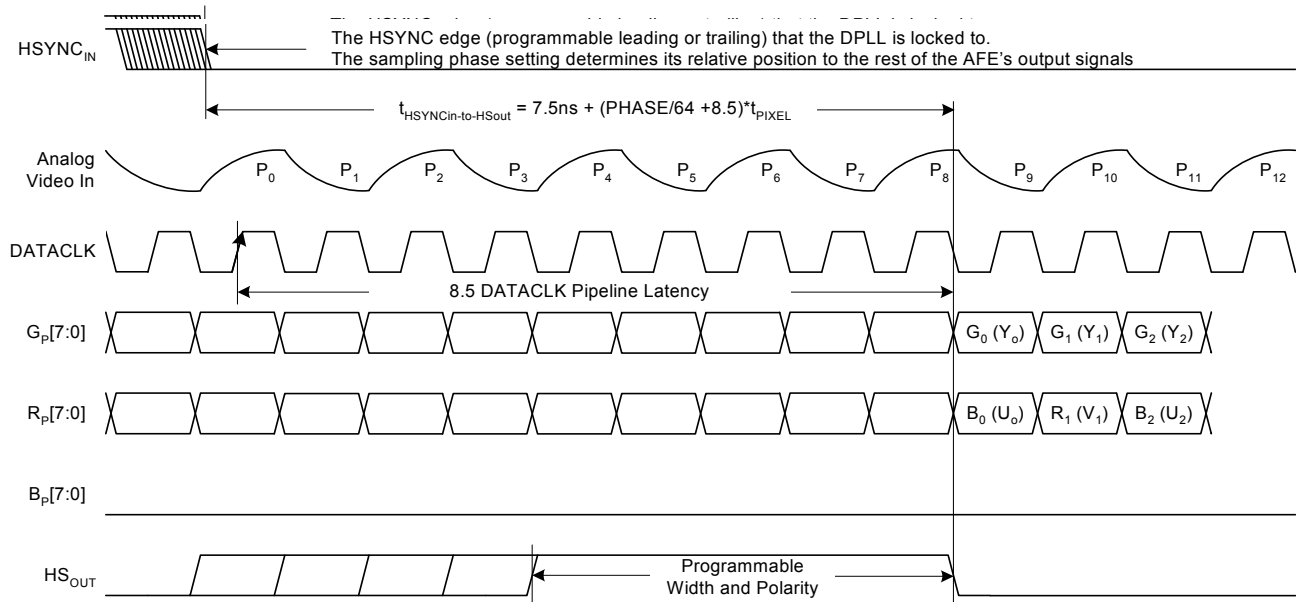 HSYNC_IN
The HSYNC edge (programmable leading or trailing) that the DPLL is locked to.
The sampling phase setting determines its relative position to the rest of the AFE's output signals
t_HSYNCin-to-HSout = 7.5ns + (PHASE/64 +8.5)*t_PIXEL
Analog
Video In
P_0 P_1 P_2 P_3 P_4 P_5 P_6 P_7 P_8 P_9 P_10 P_11 P_12
DATACLK
8.5 DATACLK Pipeline Latency
G_P[7:0]
G_0 (Y_o) G_1 (Y_1) G_2 (Y_2)
R_P[7:0]
B_0 (U_o) R_1 (V_1) B_2 (U_2)
B_P[7:0]
HS_OUT
Programmable
Width and Polarity